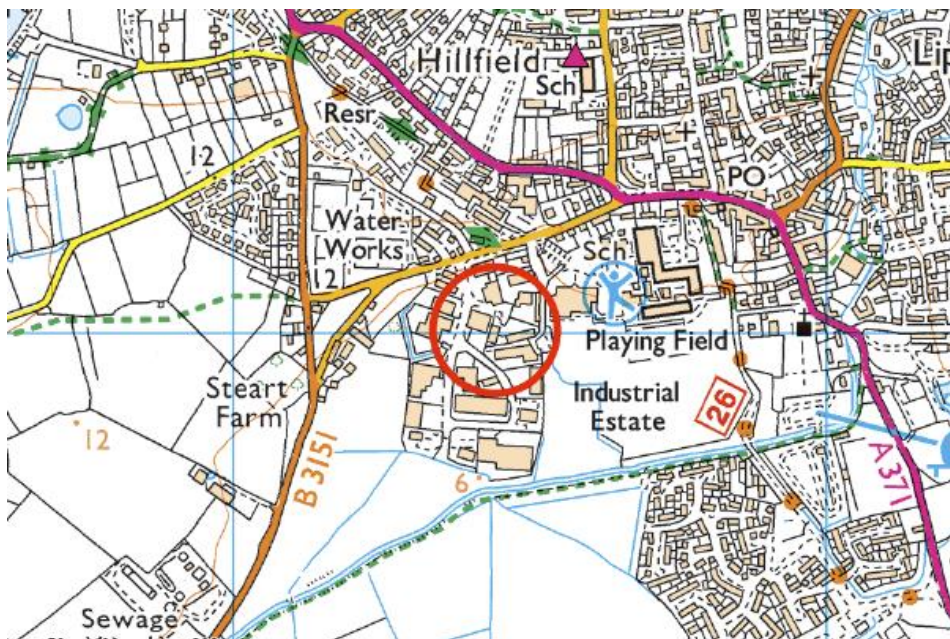 Hillfield
Sch
Lip
Resr
12
PO
Water
Works
Sch
12
Playing Field
Steart
Farm
Industrial
Estate
26
12
B 3151
A 371
6
Sewage